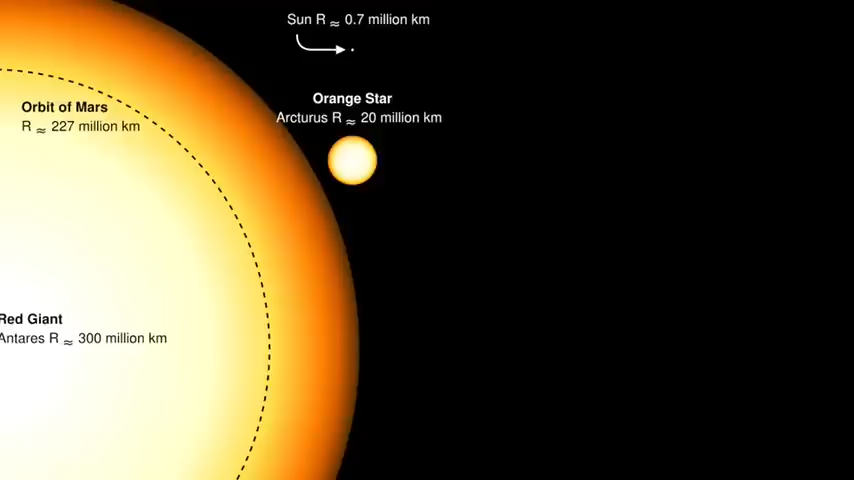 Sun R ≈ 0.7 million km
Orange Star
Arcturus R ≈ 20 million km
Orbit of Mars
R ≈ 227 million km
Red Giant
Antares R ≈ 300 million km